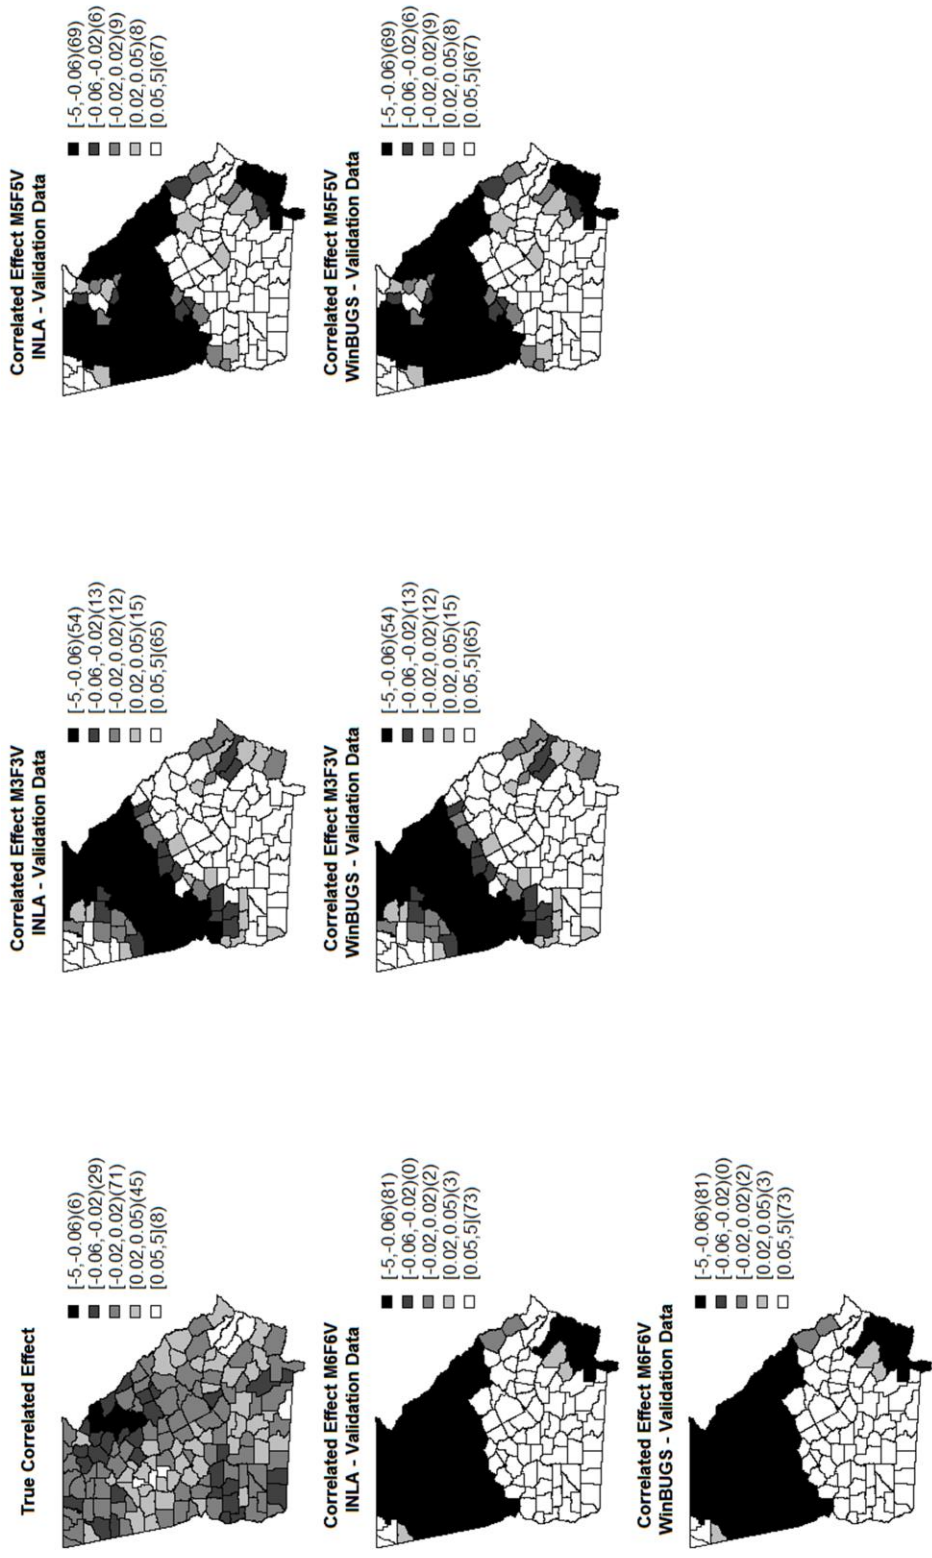 True Correlated Effect
[-5,-0.06)(6)
[-0.06,-0.02)(29)
[-0.02,0.02)(71)
[0.02,0.05)(45)
[0.05,5](8)
Correlated Effect M3F3V
INLA - Validation Data
[-5,-0.06)(54)
[-0.06,-0.02)(13)
[-0.02,0.02)(12)
[0.02,0.05)(15)
[0.05,5](65)
Correlated Effect M5F5V
INLA - Validation Data
[-5,-0.06)(69)
[-0.06,-0.02)(6)
[-0.02,0.02)(9)
[0.02,0.05)(8)
[0.05,5](67)
Correlated Effect M6F6V
INLA - Validation Data
[-5,-0.06)(81)
[-0.06,-0.02)(0)
[-0.02,0.02)(2)
[0.02,0.05)(3)
[0.05,5](73)
Correlated Effect M3F3V
WinBUGS - Validation Data
[-5,-0.06)(54)
[-0.06,-0.02)(13)
[-0.02,0.02)(12)
[0.02,0.05)(15)
[0.05,5](65)
Correlated Effect M5F5V
WinBUGS - Validation Data
[-5,-0.06)(69)
[-0.06,-0.02)(6)
[-0.02,0.02)(9)
[0.02,0.05)(8)
[0.05,5](67)
Correlated Effect M6F6V
WinBUGS - Validation Data
[-5,-0.06)(81)
[-0.06,-0.02)(0)
[-0.02,0.02)(2)
[0.02,0.05)(3)
[0.05,5](73)